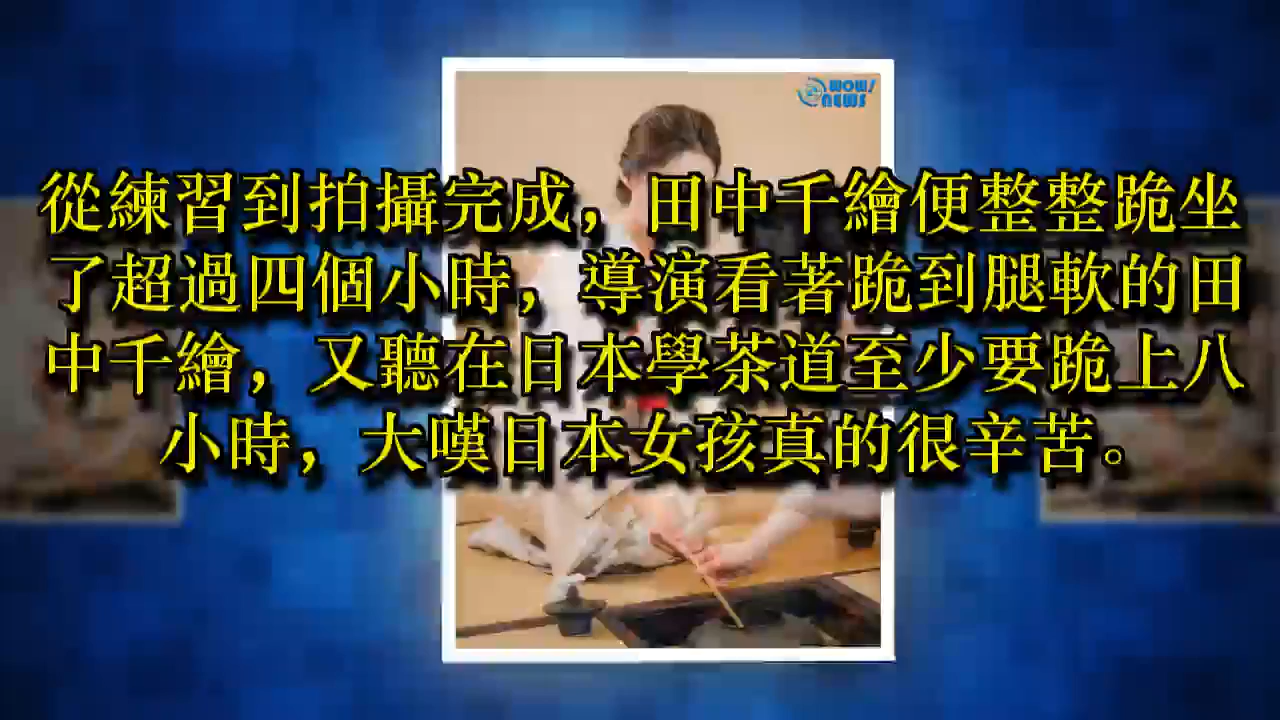 WOWS
NEWS
從練習到拍攝完成，田中千繪便整整跪坐
了超過四個小時，導演看著跪到腿軟的田
中千繪，又聽在日本學茶道至少要跪上八
小時，大嘆日本女孩真的很辛苦。